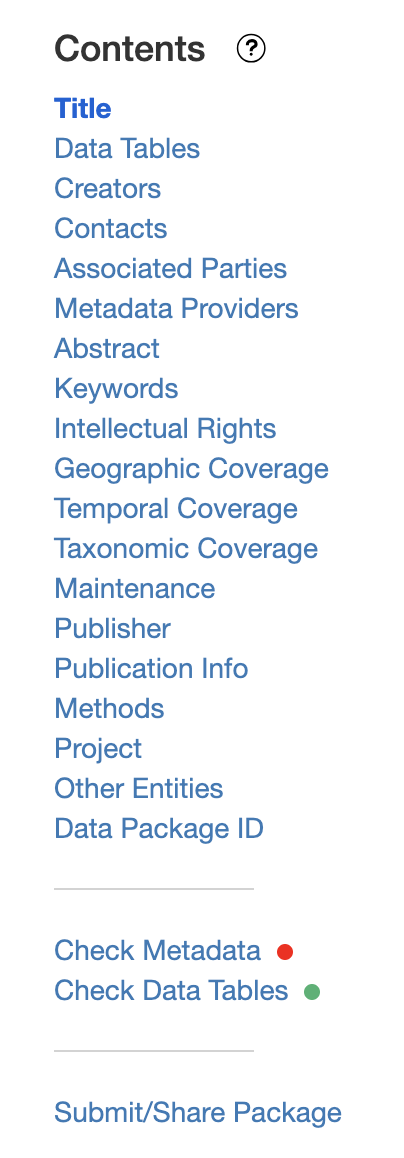 Contents ?
Title
Data Tables
Creators
Contacts
Associated Parties
Metadata Providers
Abstract
Keywords
Intellectual Rights
Geographic Coverage
Temporal Coverage
Taxonomic Coverage
Maintenance
Publisher
Publication Info
Methods
Project
Other Entities
Data Package ID
Check Metadata
Check Data Tables
Submit/Share Package